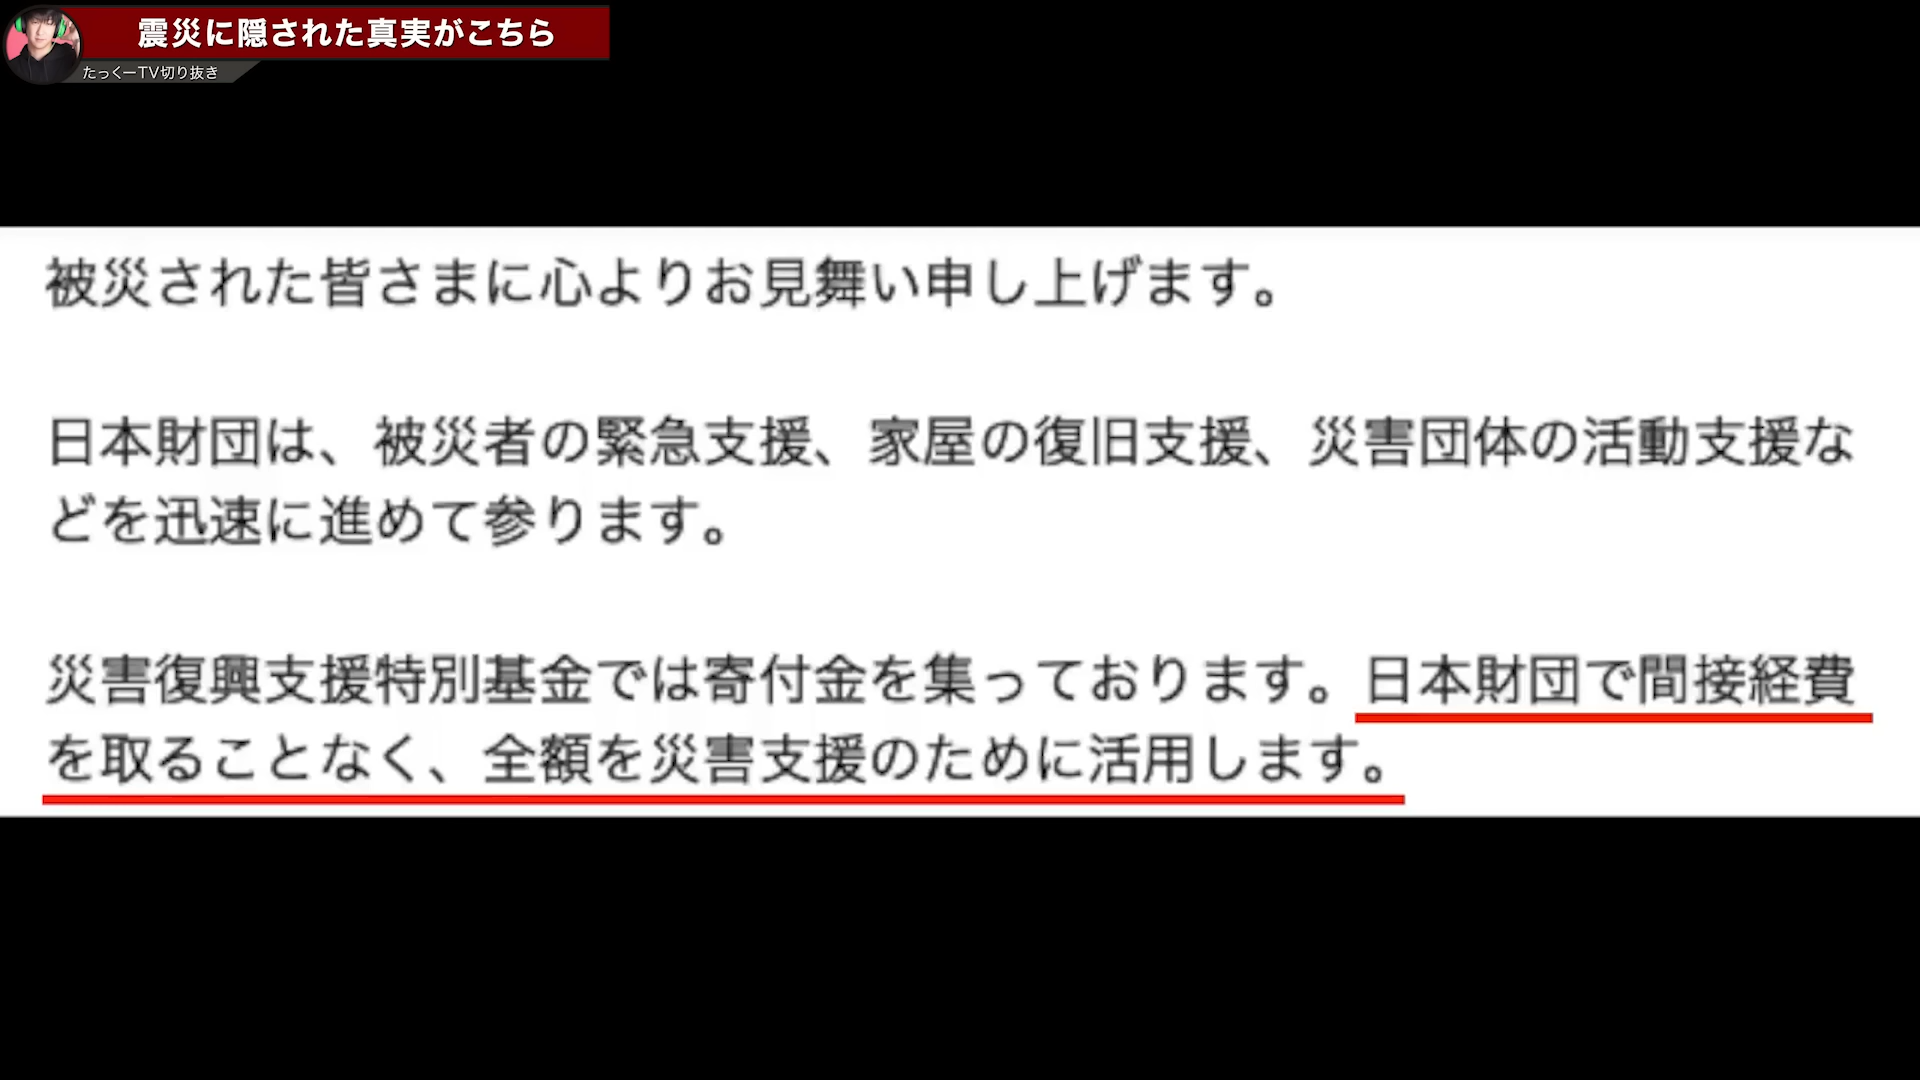 震災に隠された真実がこちら
たっくーTV切り抜き
被災された皆さまに心よりお見舞い申し上げます。
日本財団は、被災者の緊急支援、家屋の復旧支援、災害団体の活動支援な
どを迅速に進めて参ります。
災害復興支援特別基金では寄付金を集っております。日本財団で間接経費
を取ることなく、全額を災害支援のために活用します。